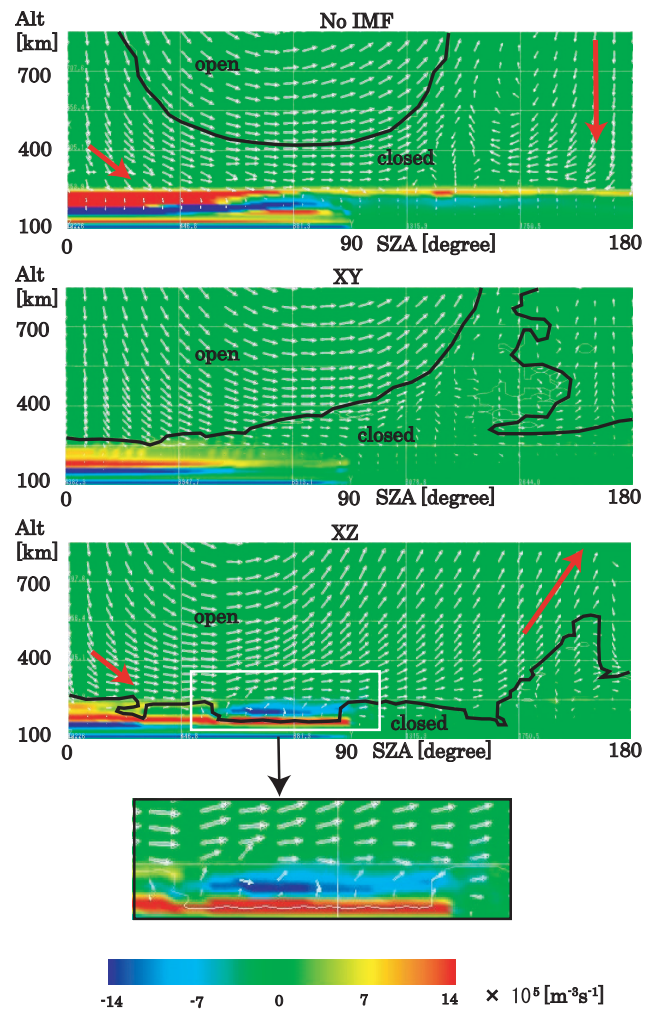 Alt
[km]
No IMF
700
400
100
open
closed
0
90
SZA [degree]
180
Alt
[km]
XY
700
400
100
open
closed
0
90
SZA [degree]
180
Alt
[km]
XZ
700
400
100
open
closed
0
90
SZA [degree]
180
-14
-7
0
7
14
× 10⁵ [m⁻³s⁻¹]